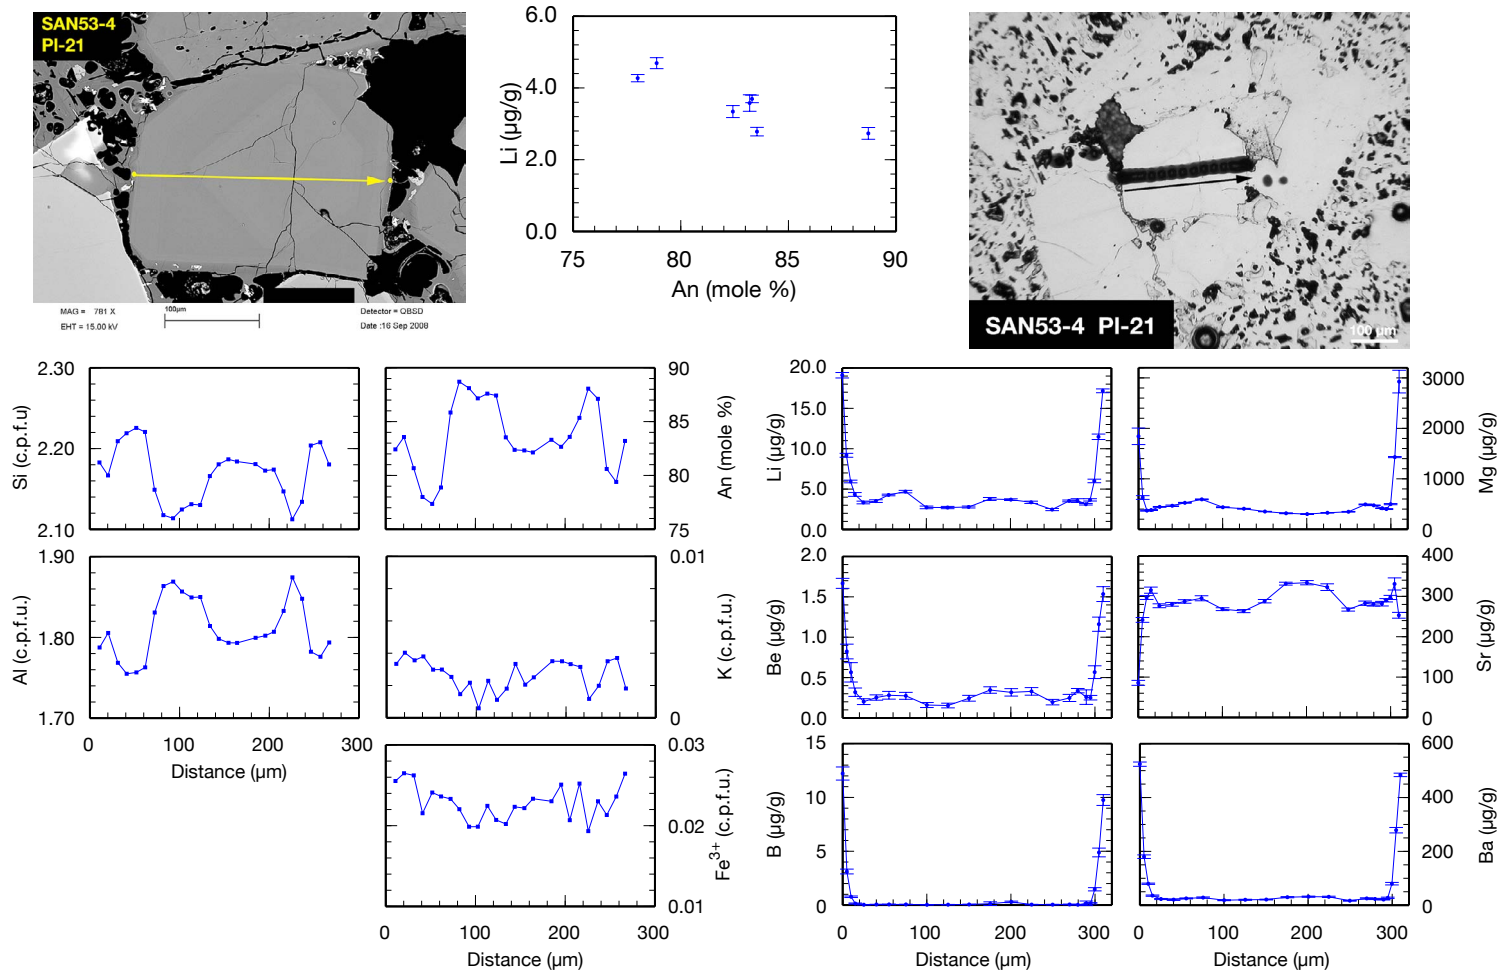 SAN53-4
Pl-21
MAG = 781 X
EHT = 15.00 kV
100µm
Detector = QBSD
Date :16 Sep 2008
6.0
4.0
2.0
0.0
Li (µg/g)
75
80
85
90
An (mole %)
SAN53-4 Pl-21
100 µm
2.30
2.20
2.10
Si (c.p.f.u)
90
85
80
75
An (mole %)
20.0
15.0
10.0
5.0
0.0
Li (µg/g)
3000
2000
1000
0
Mg (µg/g)
1.90
1.80
1.70
Al (c.p.f.u.)
0
100
200
300
Distance (µm)
0.01
0
K (c.p.f.u.)
2.0
1.5
1.0
0.5
0.0
Be (µg/g)
400
300
200
100
0
Sr (µg/g)
0.03
0.02
0.01
Fe³⁺ (c.p.f.u.)
0
100
200
300
Distance (µm)
15
10
5
0
B (µg/g)
0
100
200
300
Distance (µm)
600
400
200
0
Ba (µg/g)
0
100
200
300
Distance (µm)